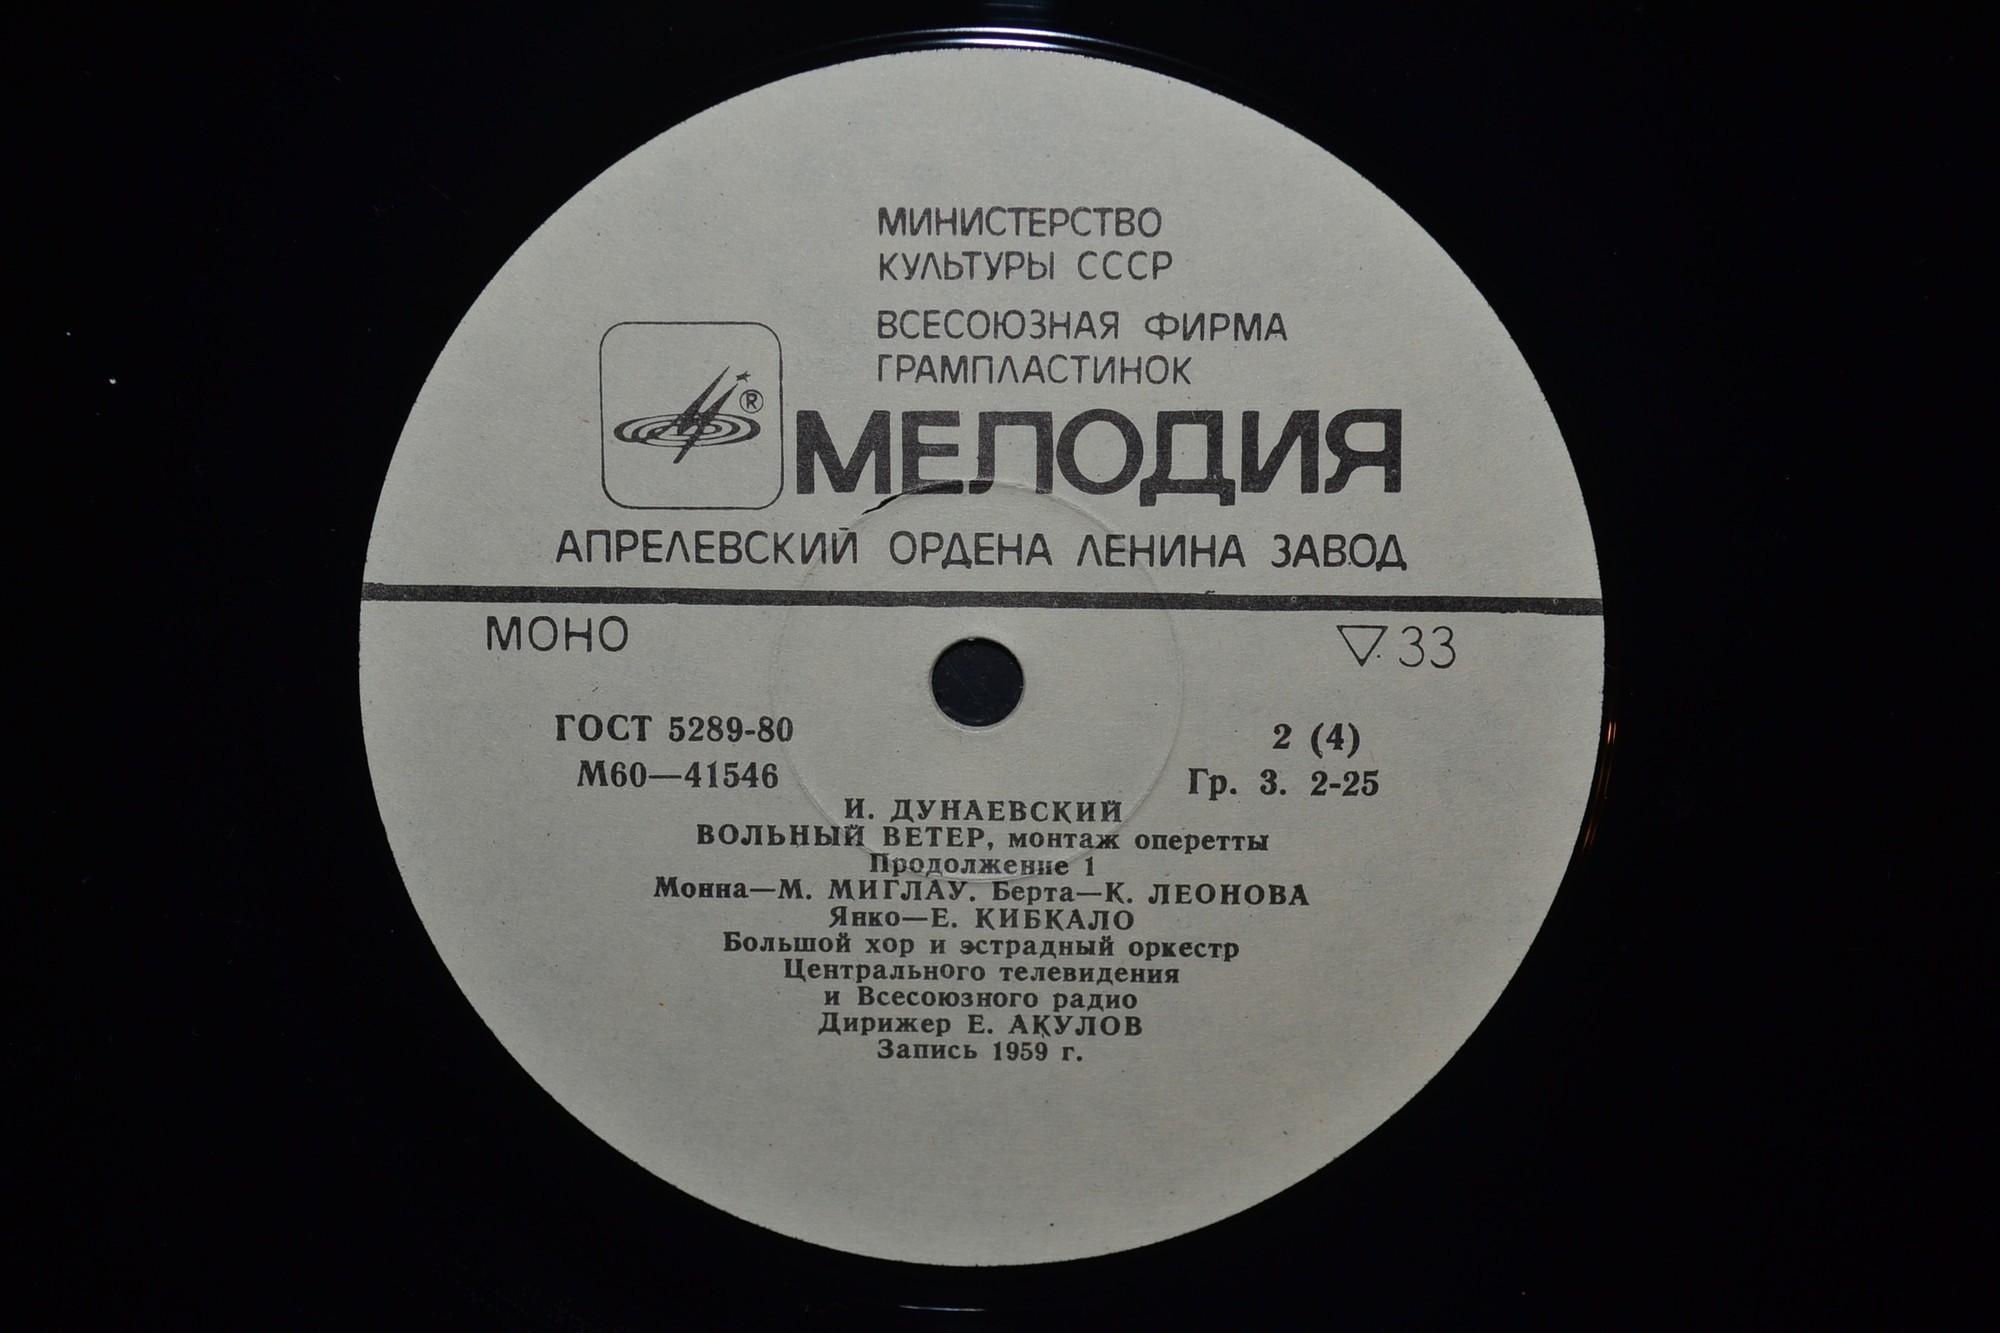 МИНИСТЕРСТВО
КУЛЬТУРЫ СССР
ВСЕСОЮЗНАЯ ФИРМА
ГРАМПЛАСТИНОК
®
МЕЛОДИЯ
АПРЕЛЕВСКИЙ ОРДЕНА ЛЕНИНА ЗАВОД
МОНО ▽ 33
ГОСТ 5289-80 2 (4)
М60—41546 Гр. 3. 2-25
И. ДУНАЕВСКИЙ
ВОЛЬНЫЙ ВЕТЕР, монтаж оперетты
Продолжение 1
Монна—М. МИГЛАУ. Берта—К. ЛЕОНОВА
Янко—Е. КИБКАЛО
Большой хор и эстрадный оркестр
Центрального телевидения
и Всесоюзного радио
Дирижер Е. АКУЛОВ
Запись 1959 г.